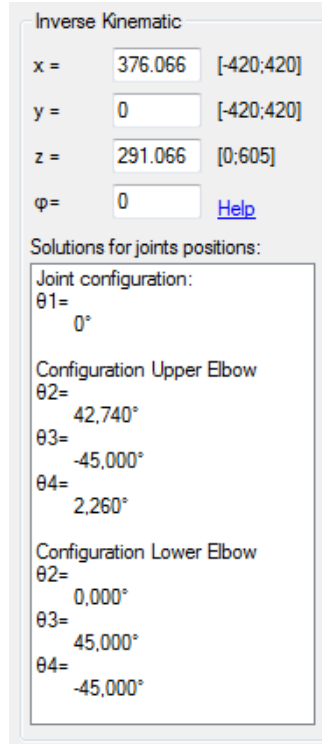 Inverse Kinematic
x = 376.066 [-420;420]
y = 0 [-420;420]
z = 291.066 [0;605]
φ= 0 Help
Solutions for joints positions:
Joint configuration:
θ1=
0°
Configuration Upper Elbow
θ2=
42,740°
θ3=
-45,000°
θ4=
2,260°
Configuration Lower Elbow
θ2=
0,000°
θ3=
45,000°
θ4=
-45,000°